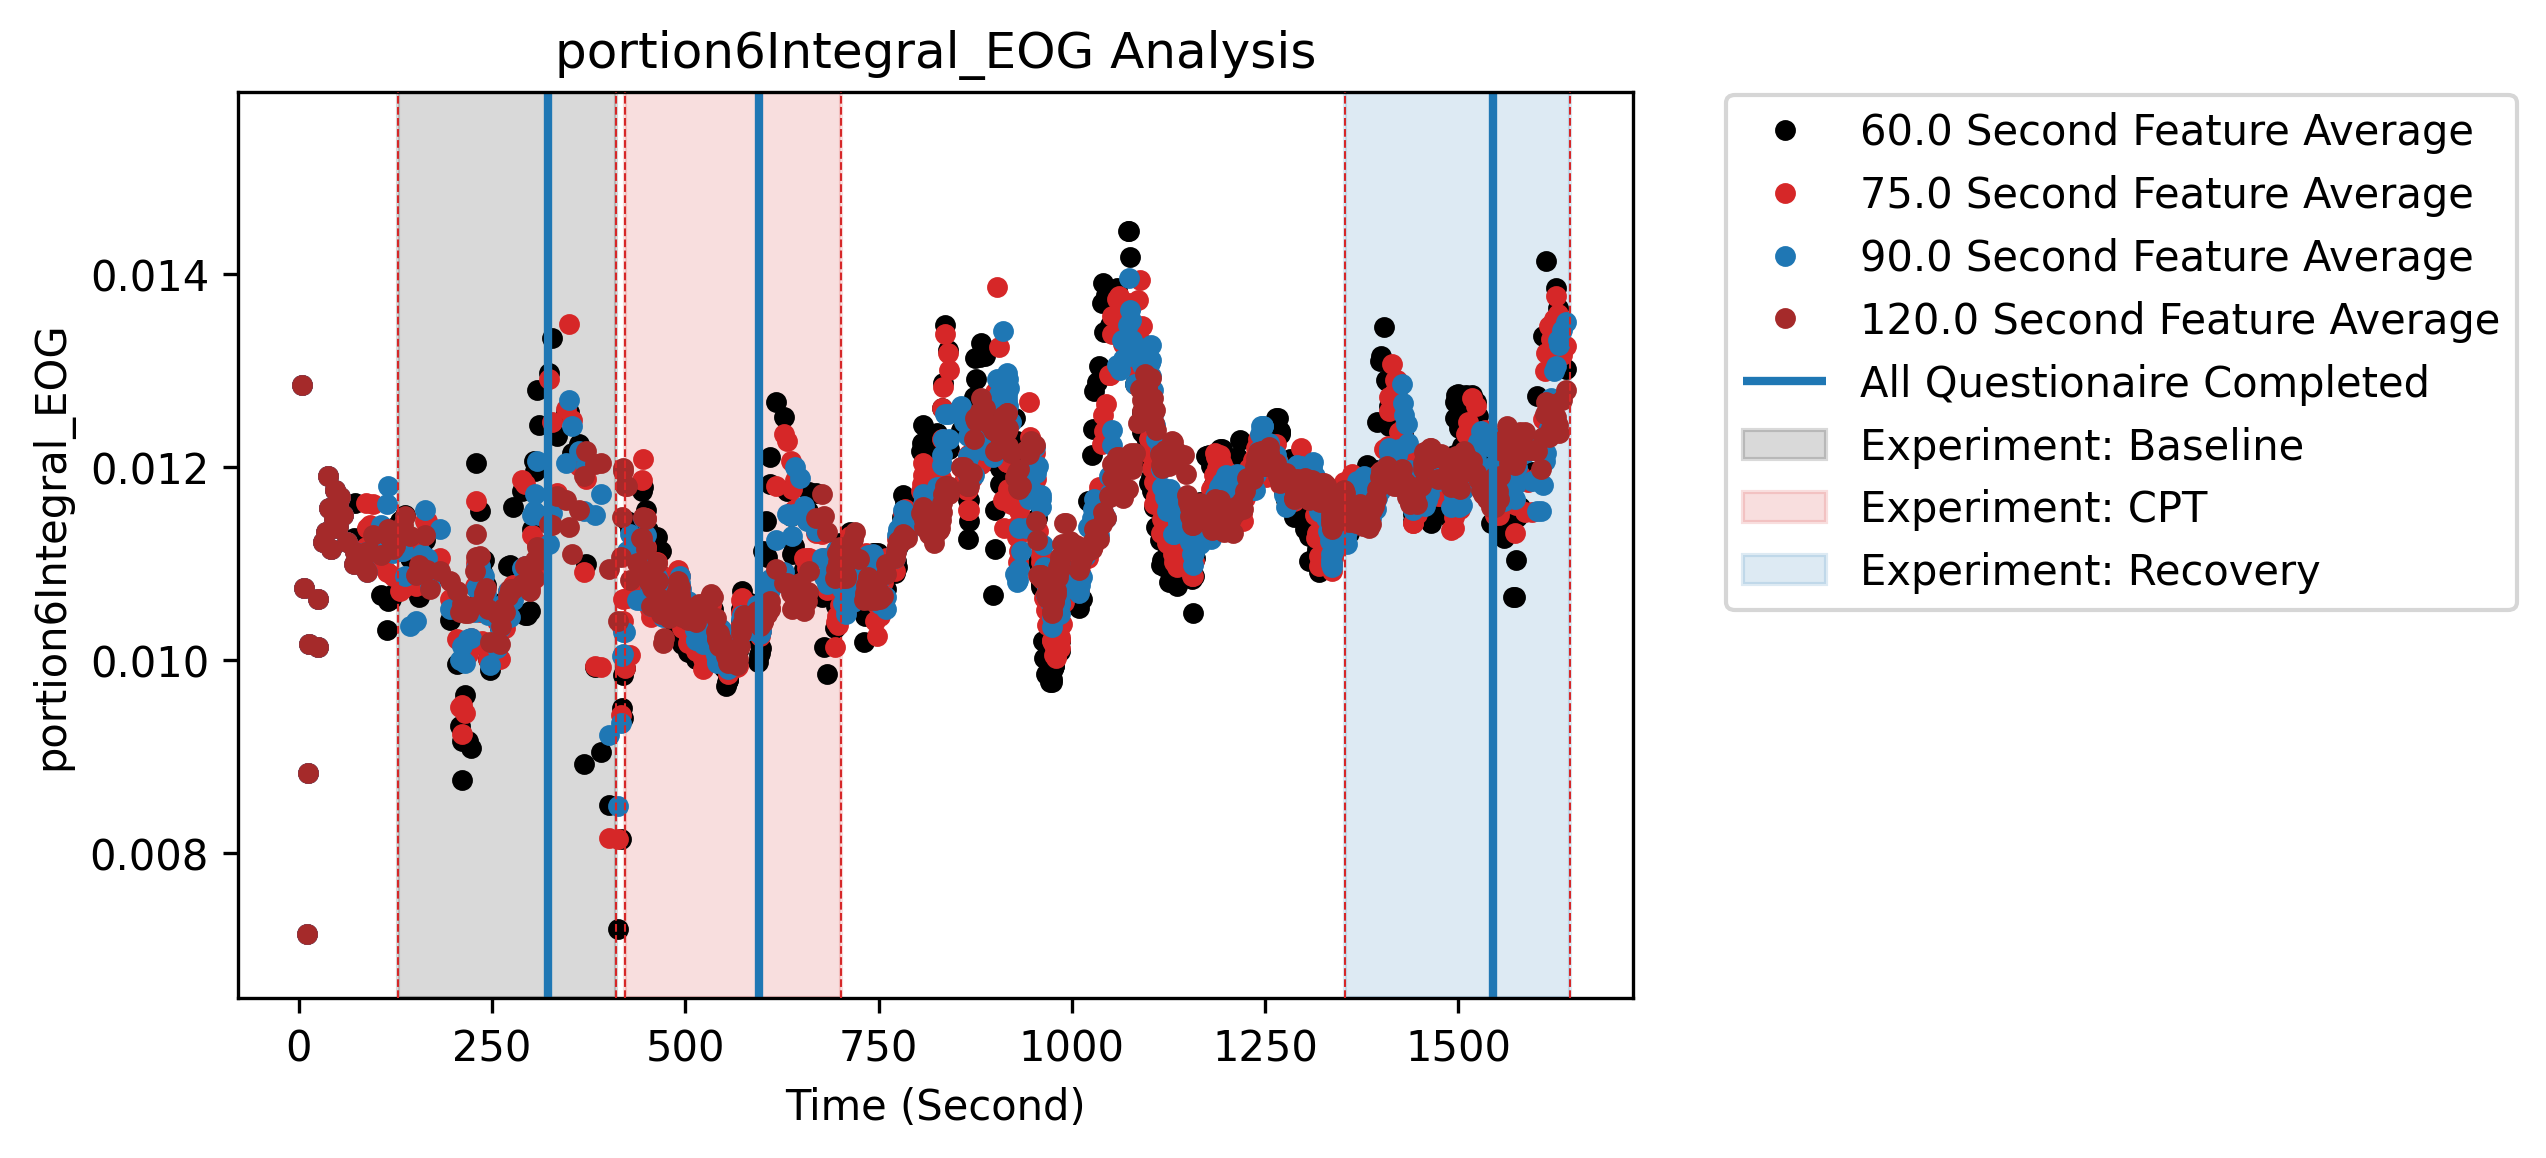 portion6Integral_EOG Analysis
portion6Integral_EOG
0.014
0.012
0.010
0.008
0
250
500
750
1000
1250
1500
Time (Second)
60.0 Second Feature Average
75.0 Second Feature Average
90.0 Second Feature Average
120.0 Second Feature Average
All Questionaire Completed
Experiment: Baseline
Experiment: CPT
Experiment: Recovery